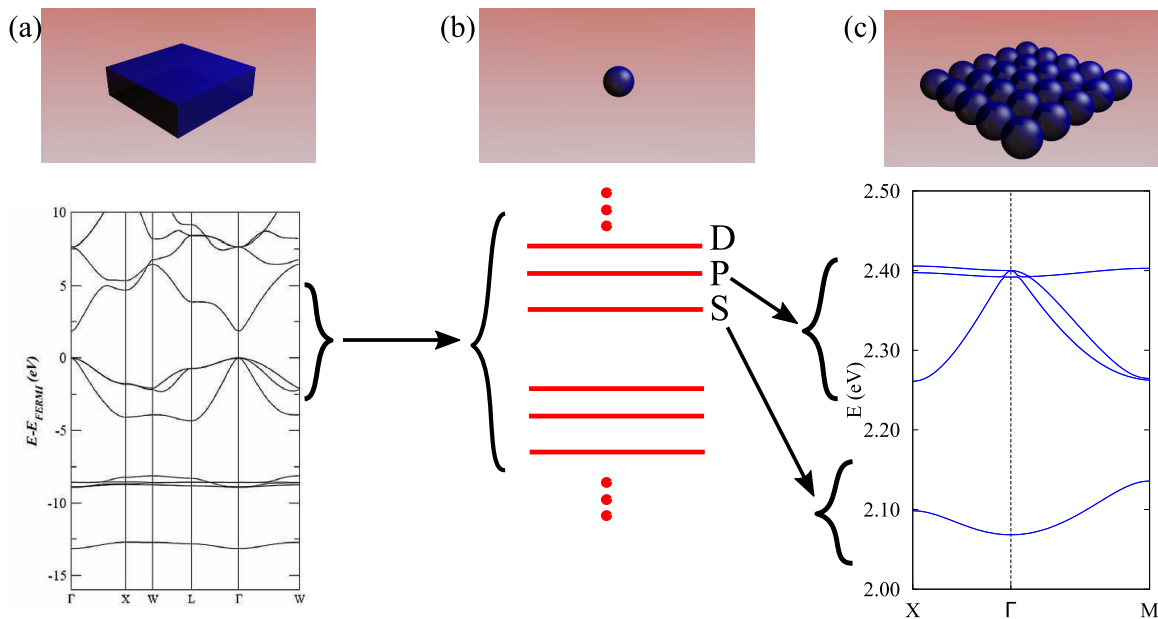 (a)
(b)
(c)
10
5
0
-5
-10
-15
E-E_FERMI (eV)
Γ X W L Γ W
D
P
S
2.50
2.40
2.30
2.20
2.10
2.00
E (eV)
X Γ M